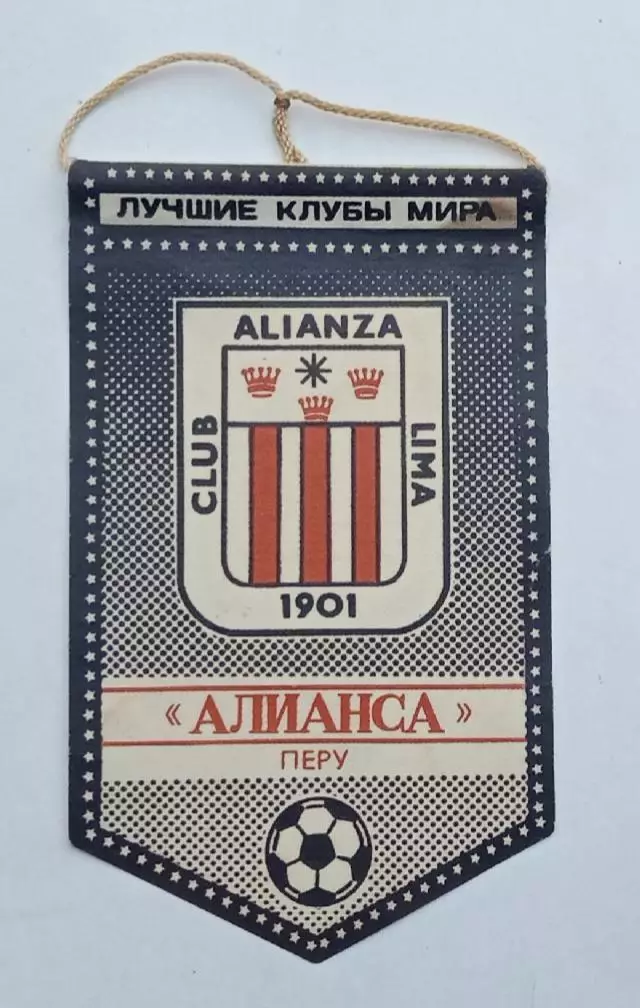 ЛУЧШИЕ КЛУБЫ МИРА
ALIANZA
CLUB
LIMA
1901
«АЛИАНСА»
ПЕРУ